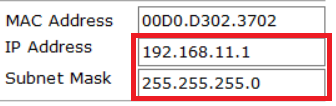 MAC Address 00D0.D302.3702
IP Address 192.168.11.1
Subnet Mask 255.255.255.0